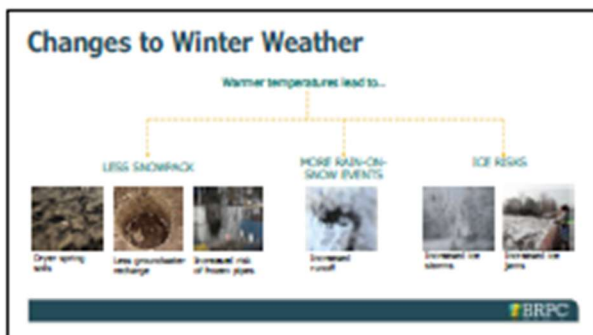 Changes to Winter Weather
Warmer temperatures lead to...
LESS SNOWPACK
MORE RAIN-ON-
SNOW EVENTS
ICE RISKS
Dryer spring
soils
Less groundwater
recharge
Increased risk
of frozen pipes
Increased
runoff
Increased ice
storms
Increased ice
jams
BRPC